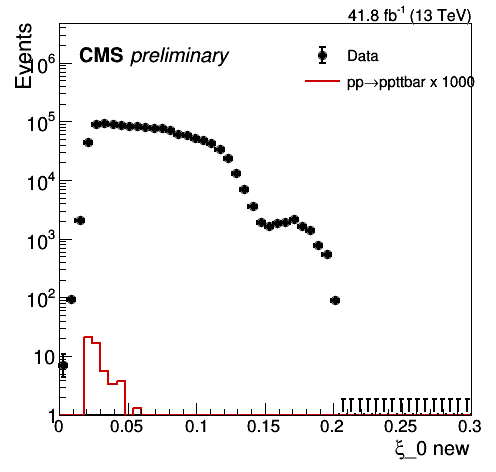 41.8 fb⁻¹ (13 TeV)
Events
CMS preliminary
Data
pp→ppttbar x 1000
10⁶
10⁵
10⁴
10³
10²
10
1
0 0.05 0.1 0.15 0.2 0.25 0.3
ξ_0 new